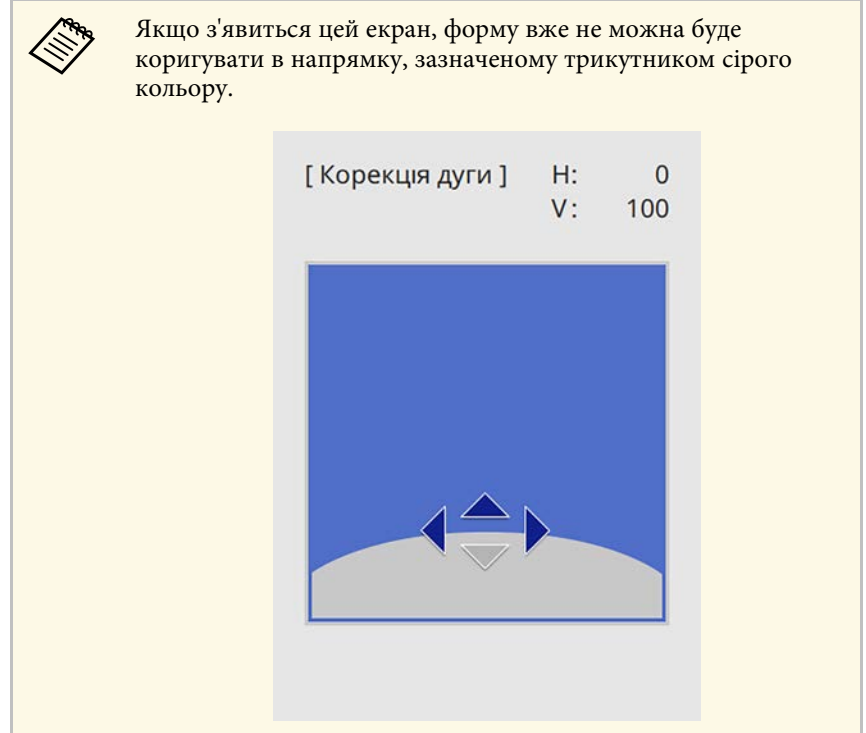 Якщо з'явиться цей екран, форму вже не можна буде
коригувати в напрямку, зазначеному трикутником сірого
кольору.
[ Корекція дуги ] H: 0
V: 100